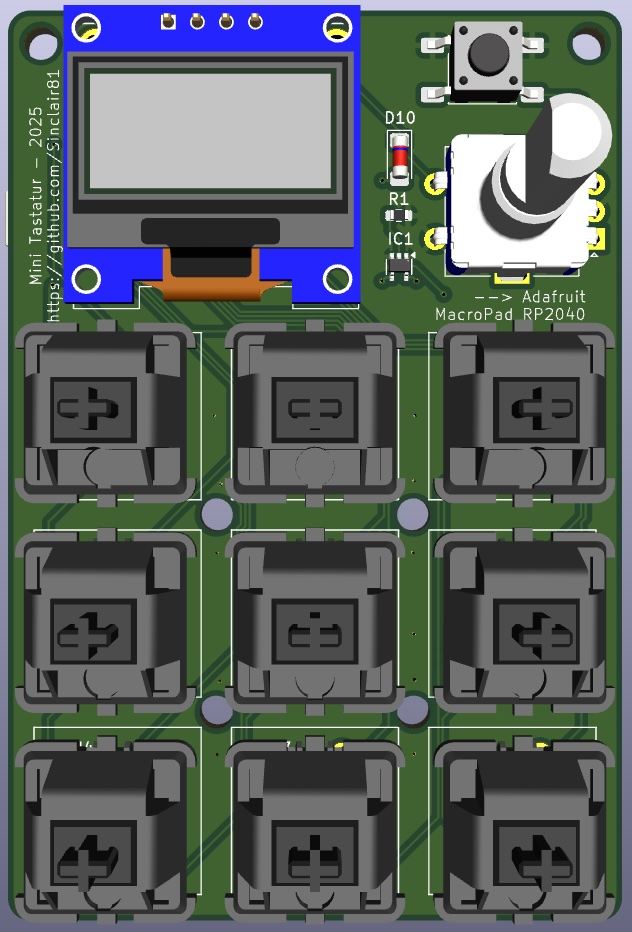 Mini Tastatur - 2025
https://github.com/Sinclair81
D10
R1
IC1
--> Adafruit
MacroPad RP2040